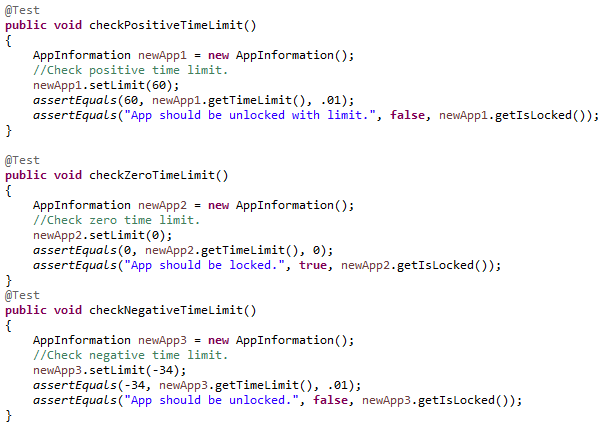 @Test
public void checkPositiveTimeLimit()
{
    AppInformation newApp1 = new AppInformation();
    //Check positive time limit.
    newApp1.setLimit(60);
    assertEquals(60, newApp1.getTimeLimit(), .01);
    assertEquals("App should be unlocked with limit.", false, newApp1.getIsLocked());
}

@Test
public void checkZeroTimeLimit()
{
    AppInformation newApp2 = new AppInformation();
    //Check zero time limit.
    newApp2.setLimit(0);
    assertEquals(0, newApp2.getTimeLimit(), 0);
    assertEquals("App should be locked.", true, newApp2.getIsLocked());
}
@Test
public void checkNegativeTimeLimit()
{
    AppInformation newApp3 = new AppInformation();
    //Check negative time limit.
    newApp3.setLimit(-34);
    assertEquals(-34, newApp3.getTimeLimit(), .01);
    assertEquals("App should be unlocked.", false, newApp3.getIsLocked());
}